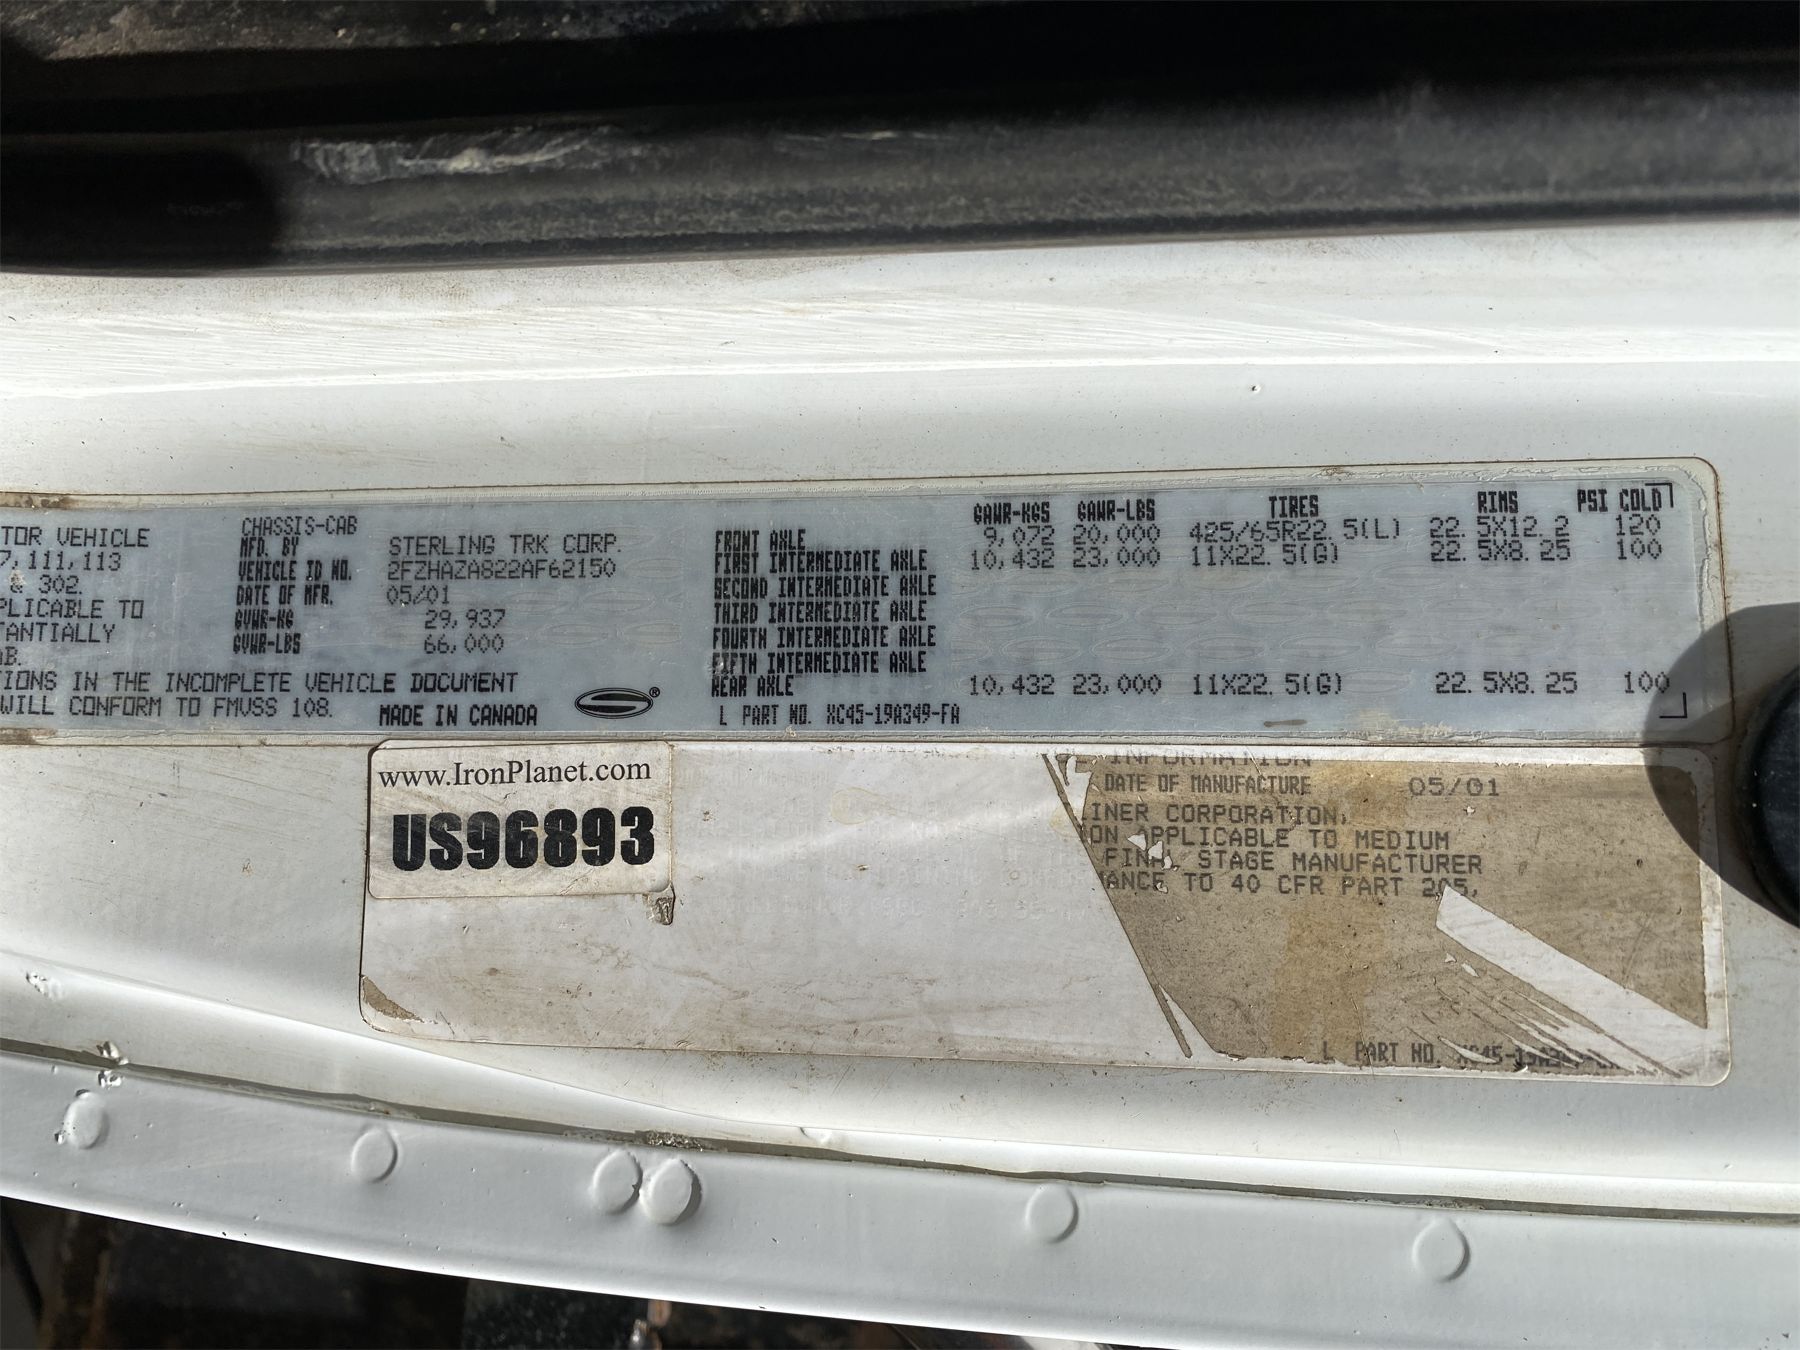 TOR VEHICLE
7,111,113
& 302.
PLICABLE TO
TANTIALLY
AB.
IONS IN THE INCOMPLETE VEHICLE DOCUMENT
WILL CONFORM TO FMVSS 108.
CHASSIS-CAB
MFD. BY STERLING TRK CORP.
VEHICLE ID NO. 2FZHAZA822AF62150
DATE OF MFR. 05/01
GVWR-KG 29,937
GVWR-LBS 66,000
MADE IN CANADA
®
GAWR-KGS GAWR-LBS TIRES RIMS PSI COLD
FRONT AXLE 9,072 20,000 425/65R22.5(L) 22.5X12.2 120
FIRST INTERMEDIATE AXLE 10,432 23,000 11X22.5(G) 22.5X8.25 100
SECOND INTERMEDIATE AXLE
THIRD INTERMEDIATE AXLE
FOURTH INTERMEDIATE AXLE
FIFTH INTERMEDIATE AXLE
REAR AXLE 10,432 23,000 11X22.5(G) 22.5X8.25 100
L PART NO. XC45-19A349-FA
www.IronPlanet.com
US96893
INFORMATION
DATE OF MANUFACTURE 05/01
INER CORPORATION,
ON APPLICABLE TO MEDIUM
FINAL STAGE MANUFACTURER
ANCE TO 40 CFR PART 205,
L PART NO. XC45-19A349-